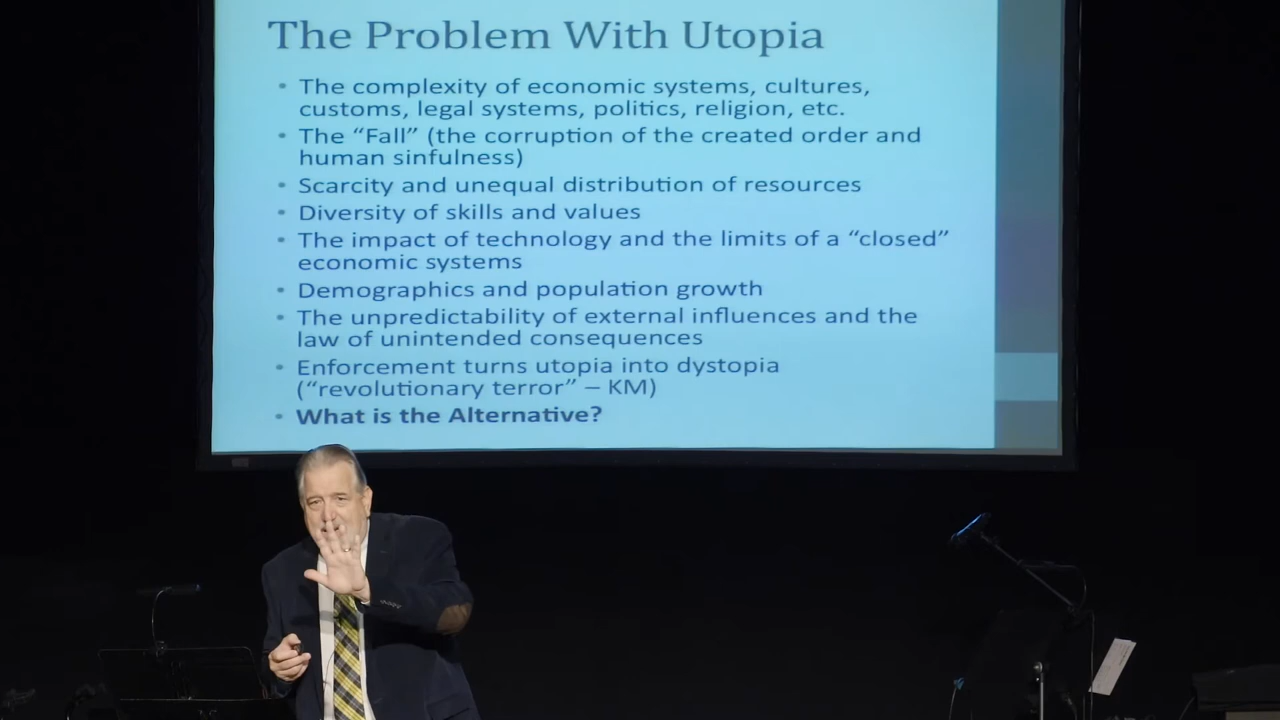 The Problem With Utopia
• The complexity of economic systems, cultures,
customs, legal systems, politics, religion, etc.
• The “Fall” (the corruption of the created order and
human sinfulness)
• Scarcity and unequal distribution of resources
• Diversity of skills and values
• The impact of technology and the limits of a “closed”
economic systems
• Demographics and population growth
• The unpredictability of external influences and the
law of unintended consequences
• Enforcement turns utopia into dystopia
(“revolutionary terror” – KM)
• What is the Alternative?